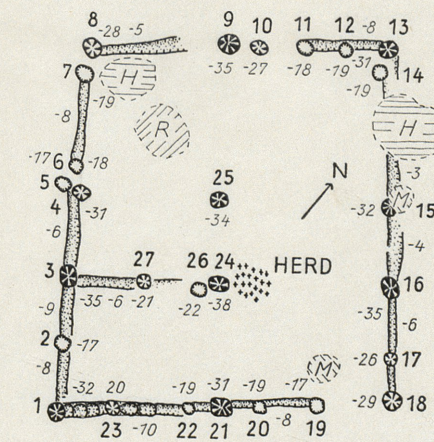 8 -28 -5 9 10 11 12 -8 13
-35 -27 -18 -19 -31
7 H 14
-19 -19
-8 R H
-17 6 -18 -3
5 25 M
4 -31 -34 N -32 15
-6 -4
27 26 24 HERD
3 16
-35 -6 -21 -22 -38 -35
-9 -6
2 -17 17
-26
-8 M
-32 20 -19 -31 -19 -17 -29 18
1
23 -10 22 21 20 -8 19